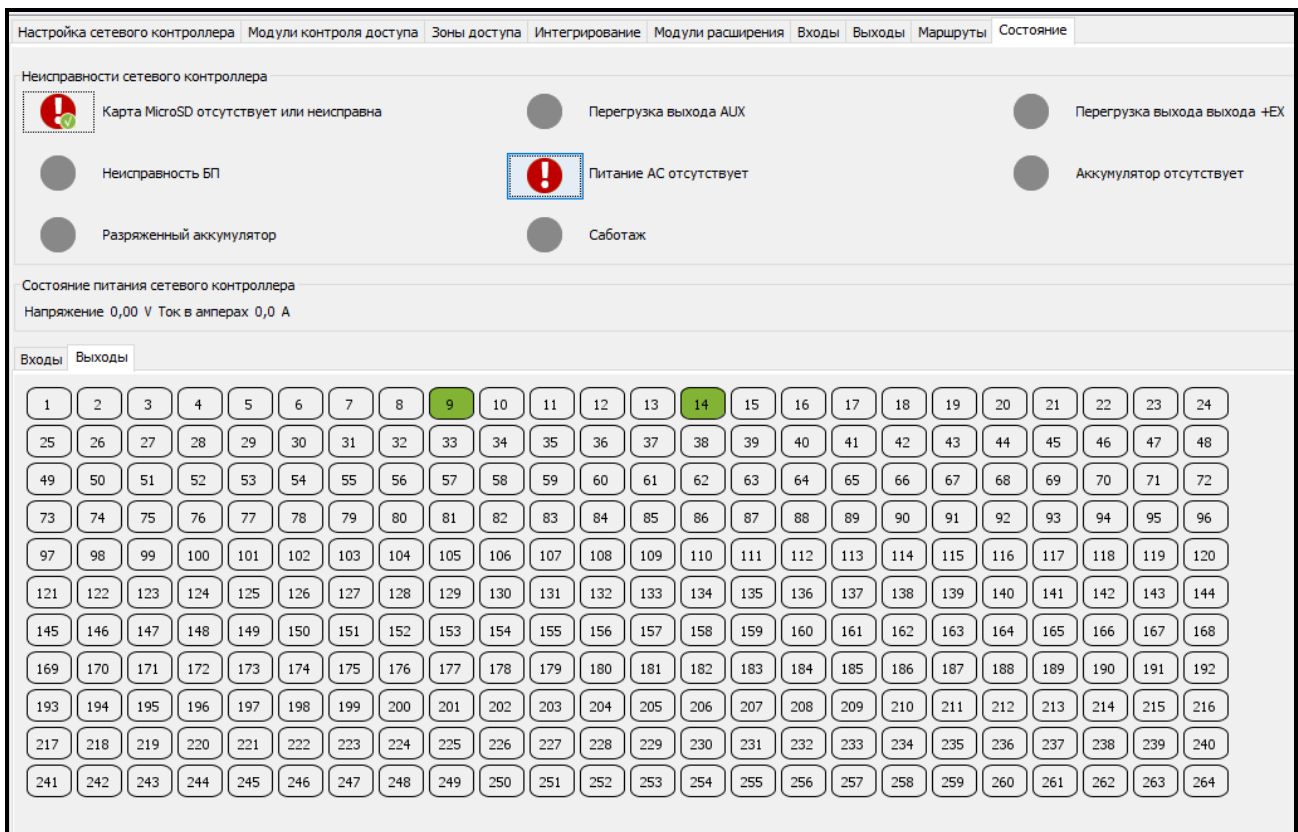 Настройка сетевого контроллера Модули контроля доступа Зоны доступа Интегрирование Модули расширения Входы Выходы Маршруты Состояние
Неисправности сетевого контроллера
Карта MicroSD отсутствует или неисправна Перегрузка выхода AUX Перегрузка выхода выхода +EX
Неисправность БП Питание АС отсутствует Аккумулятор отсутствует
Разряженный аккумулятор Саботаж
Состояние питания сетевого контроллера
Напряжение 0,00 V Ток в амперах 0,0 A
Входы Выходы
1 2 3 4 5 6 7 8 9 10 11 12 13 14 15 16 17 18 19 20 21 22 23 24
25 26 27 28 29 30 31 32 33 34 35 36 37 38 39 40 41 42 43 44 45 46 47 48
49 50 51 52 53 54 55 56 57 58 59 60 61 62 63 64 65 66 67 68 69 70 71 72
73 74 75 76 77 78 79 80 81 82 83 84 85 86 87 88 89 90 91 92 93 94 95 96
97 98 99 100 101 102 103 104 105 106 107 108 109 110 111 112 113 114 115 116 117 118 119 120
121 122 123 124 125 126 127 128 129 130 131 132 133 134 135 136 137 138 139 140 141 142 143 144
145 146 147 148 149 150 151 152 153 154 155 156 157 158 159 160 161 162 163 164 165 166 167 168
169 170 171 172 173 174 175 176 177 178 179 180 181 182 183 184 185 186 187 188 189 190 191 192
193 194 195 196 197 198 199 200 201 202 203 204 205 206 207 208 209 210 211 212 213 214 215 216
217 218 219 220 221 222 223 224 225 226 227 228 229 230 231 232 233 234 235 236 237 238 239 240
241 242 243 244 245 246 247 248 249 250 251 252 253 254 255 256 257 258 259 260 261 262 263 264